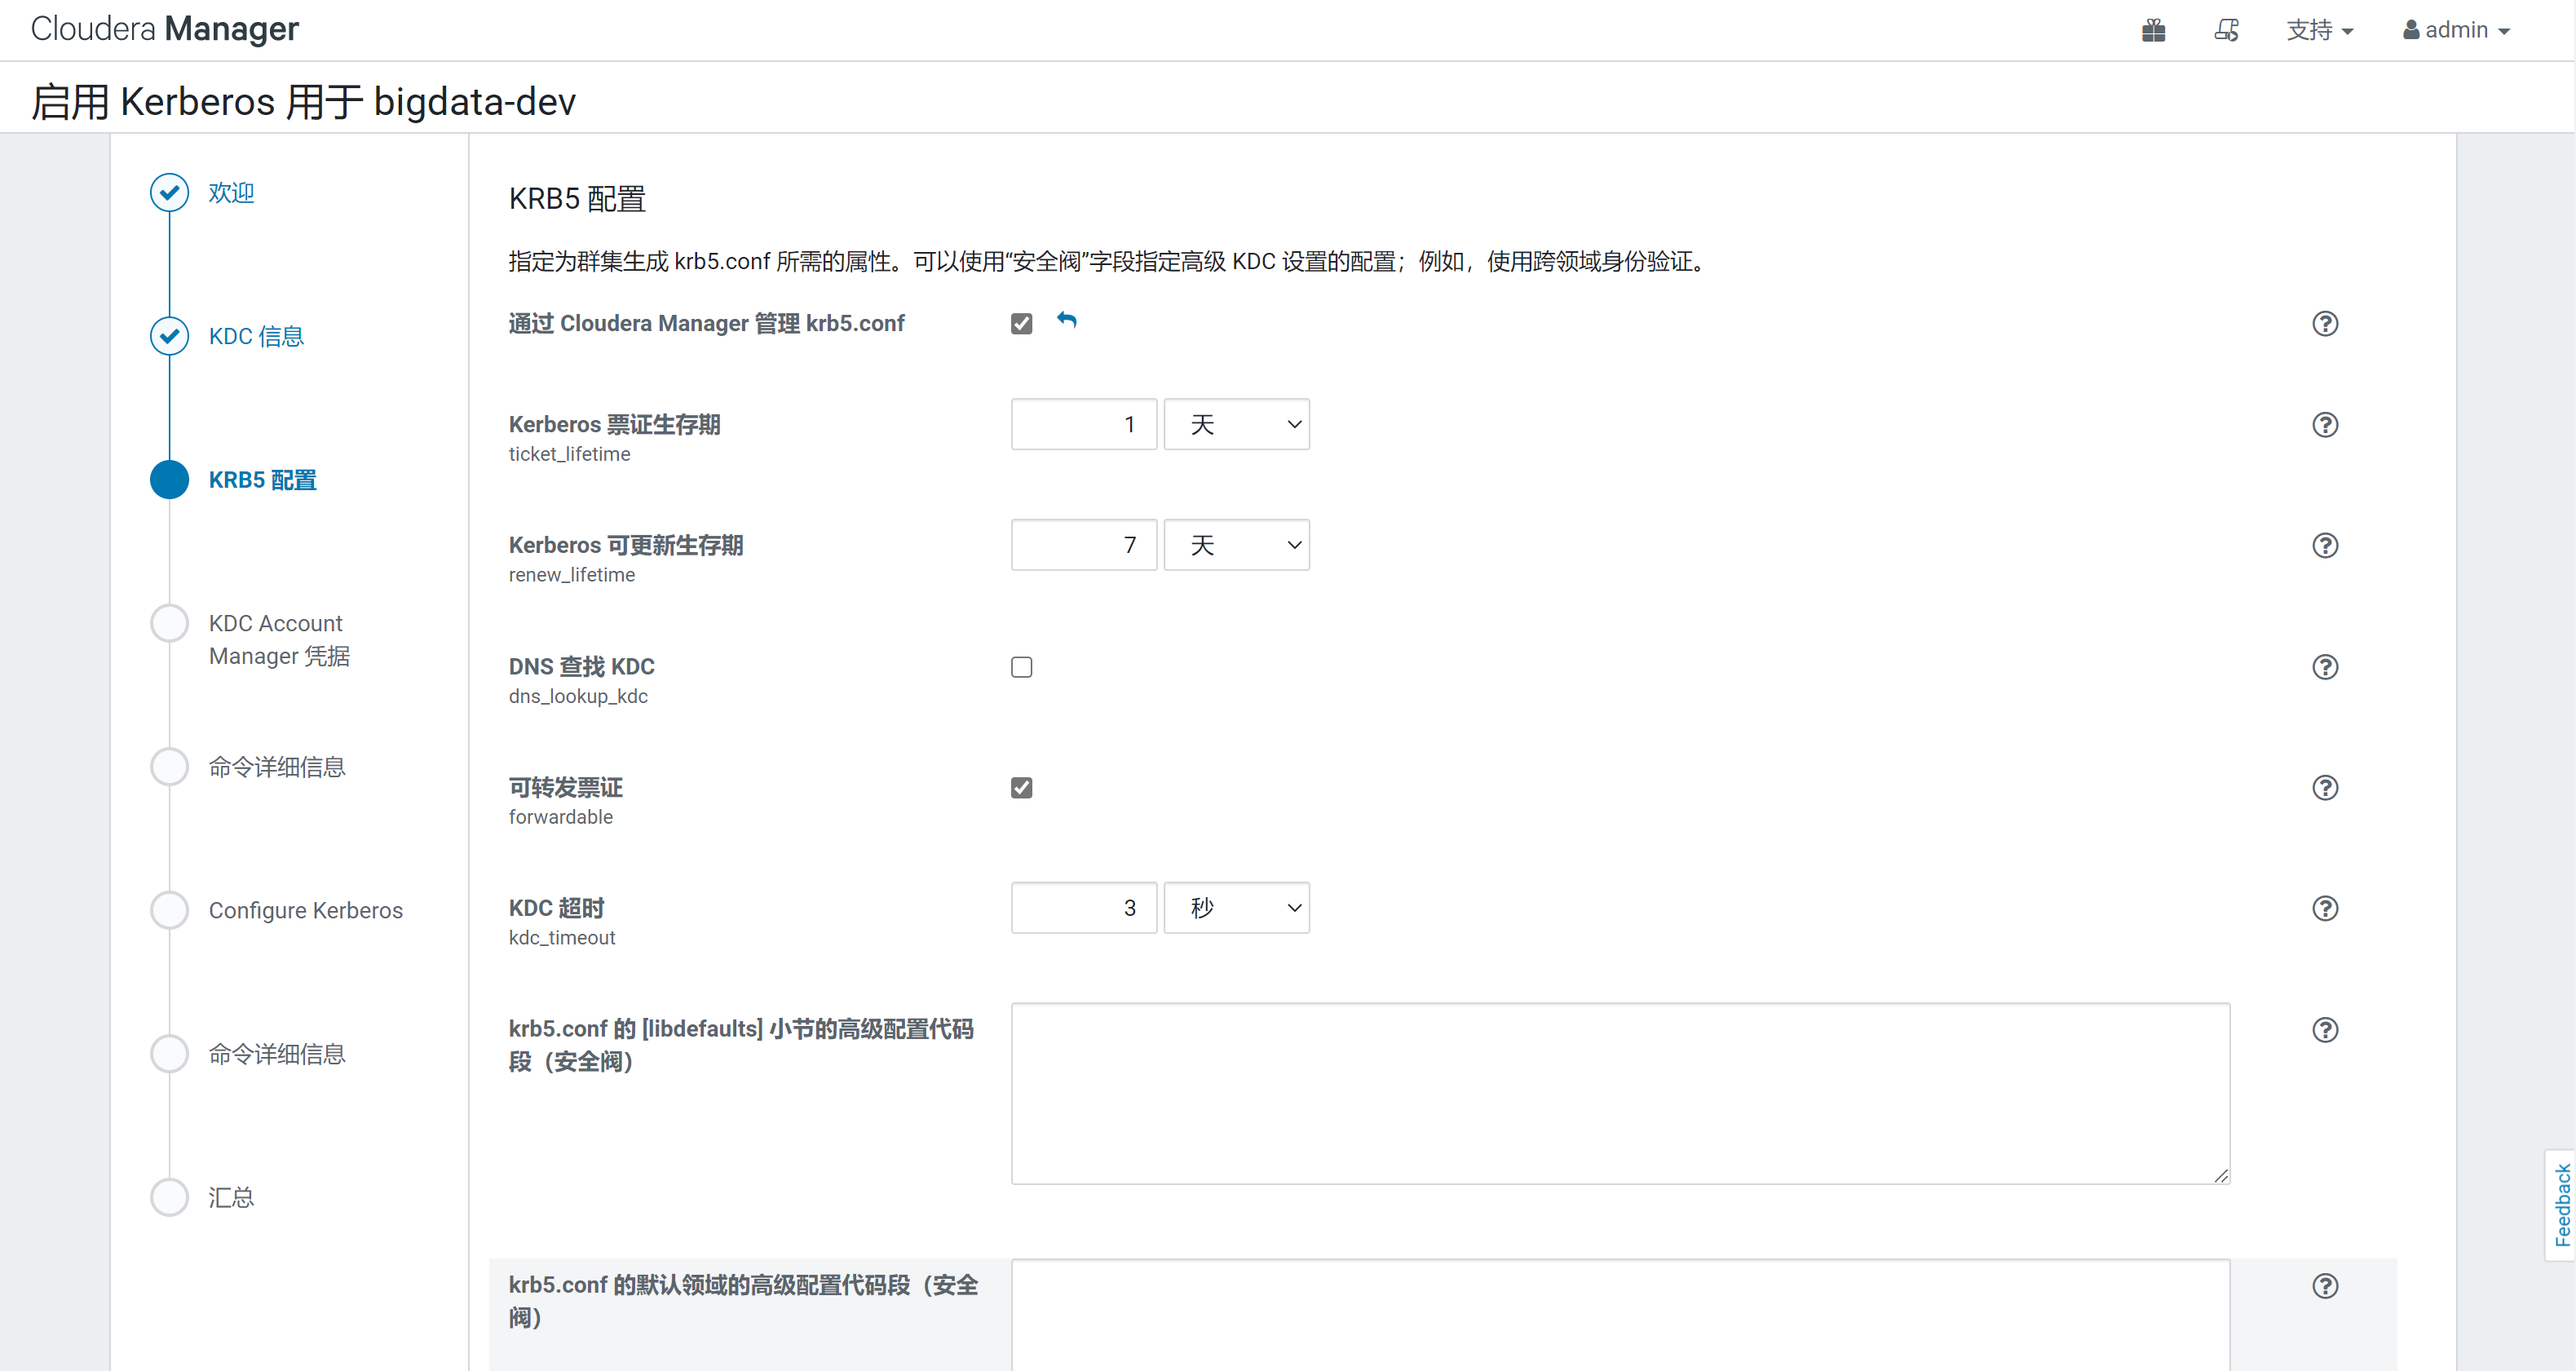 Cloudera Manager
支持
admin
启用 Kerberos 用于 bigdata-dev
欢迎
KDC 信息
KRB5 配置
KDC Account
Manager 凭据
命令详细信息
Configure Kerberos
命令详细信息
汇总
KRB5 配置
指定为群集生成 krb5.conf 所需的属性。可以使用“安全阀”字段指定高级 KDC 设置的配置；例如，使用跨领域身份验证。
通过 Cloudera Manager 管理 krb5.conf
Kerberos 票证生存期
ticket_lifetime
1 天
Kerberos 可更新生存期
renew_lifetime
7 天
DNS 查找 KDC
dns_lookup_kdc
可转发票证
forwardable
KDC 超时
kdc_timeout
3 秒
krb5.conf 的 [libdefaults] 小节的高级配置代码
段（安全阀）
krb5.conf 的默认领域的高级配置代码段（安全
阀）
Feedback